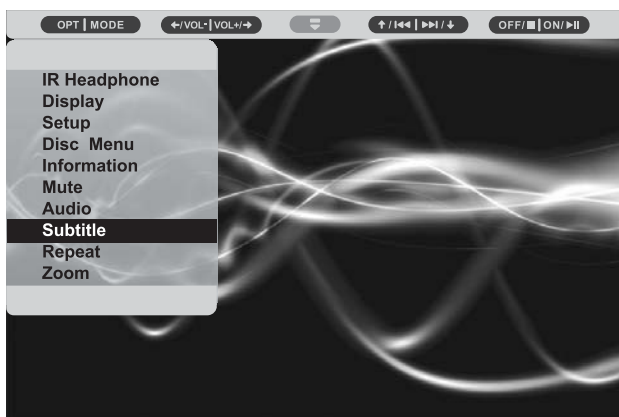 OPT | MODE
←/VOL- | VOL+/→
↑/I◀◀ | ▶▶I/↓
OFF/■ | ON/▶II
IR Headphone
Display
Setup
Disc Menu
Information
Mute
Audio
Subtitle
Repeat
Zoom